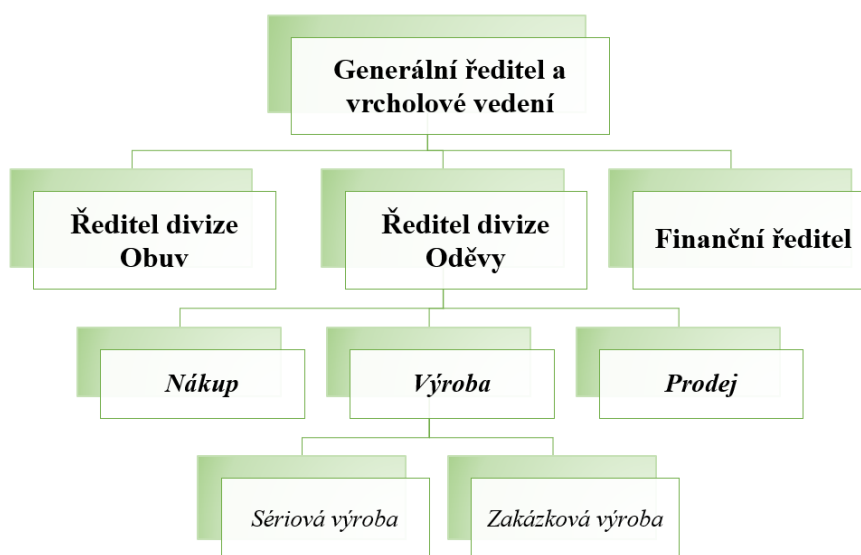 Generální ředitel a
vrcholové vedení
Ředitel divize
Obuv
Ředitel divize
Oděvy
Finanční ředitel
Nákup
Výroba
Prodej
Sériová výroba
Zakázková výroba